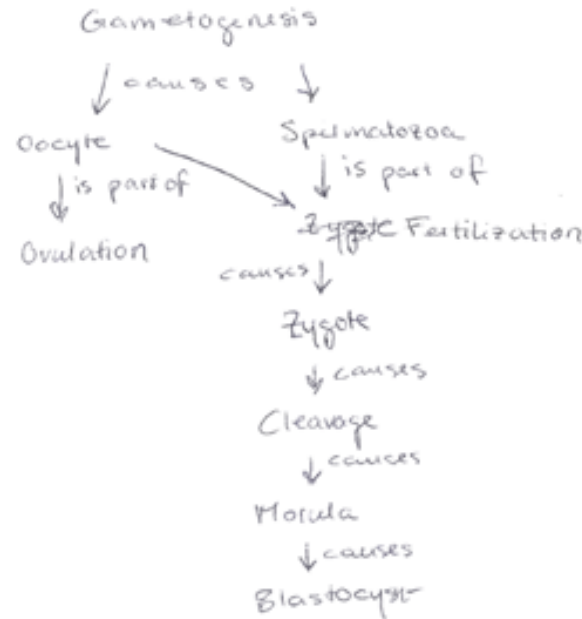 Gametogenesis
causes
Oocyte Spermatozoa
is part of is part of
Zygote Fertilization
Ovulation
causes
Zygote
causes
Cleavage
causes
Morula
causes
Blastocyst